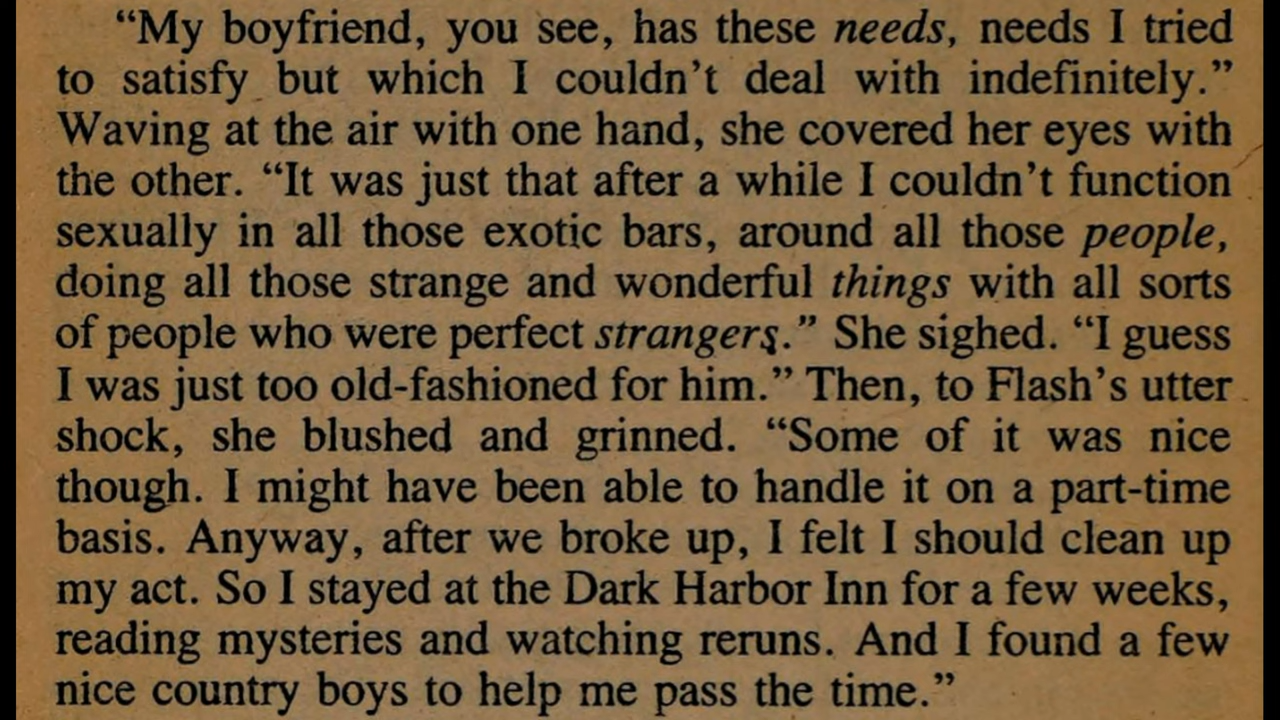 “My boyfriend, you see, has these needs, needs I tried
to satisfy but which I couldn’t deal with indefinitely.”
Waving at the air with one hand, she covered her eyes with
the other. “It was just that after a while I couldn’t function
sexually in all those exotic bars, around all those people,
doing all those strange and wonderful things with all sorts
of people who were perfect strangers.” She sighed. “I guess
I was just too old-fashioned for him.” Then, to Flash’s utter
shock, she blushed and grinned. “Some of it was nice
though. I might have been able to handle it on a part-time
basis. Anyway, after we broke up, I felt I should clean up
my act. So I stayed at the Dark Harbor Inn for a few weeks,
reading mysteries and watching reruns. And I found a few
nice country boys to help me pass the time.”